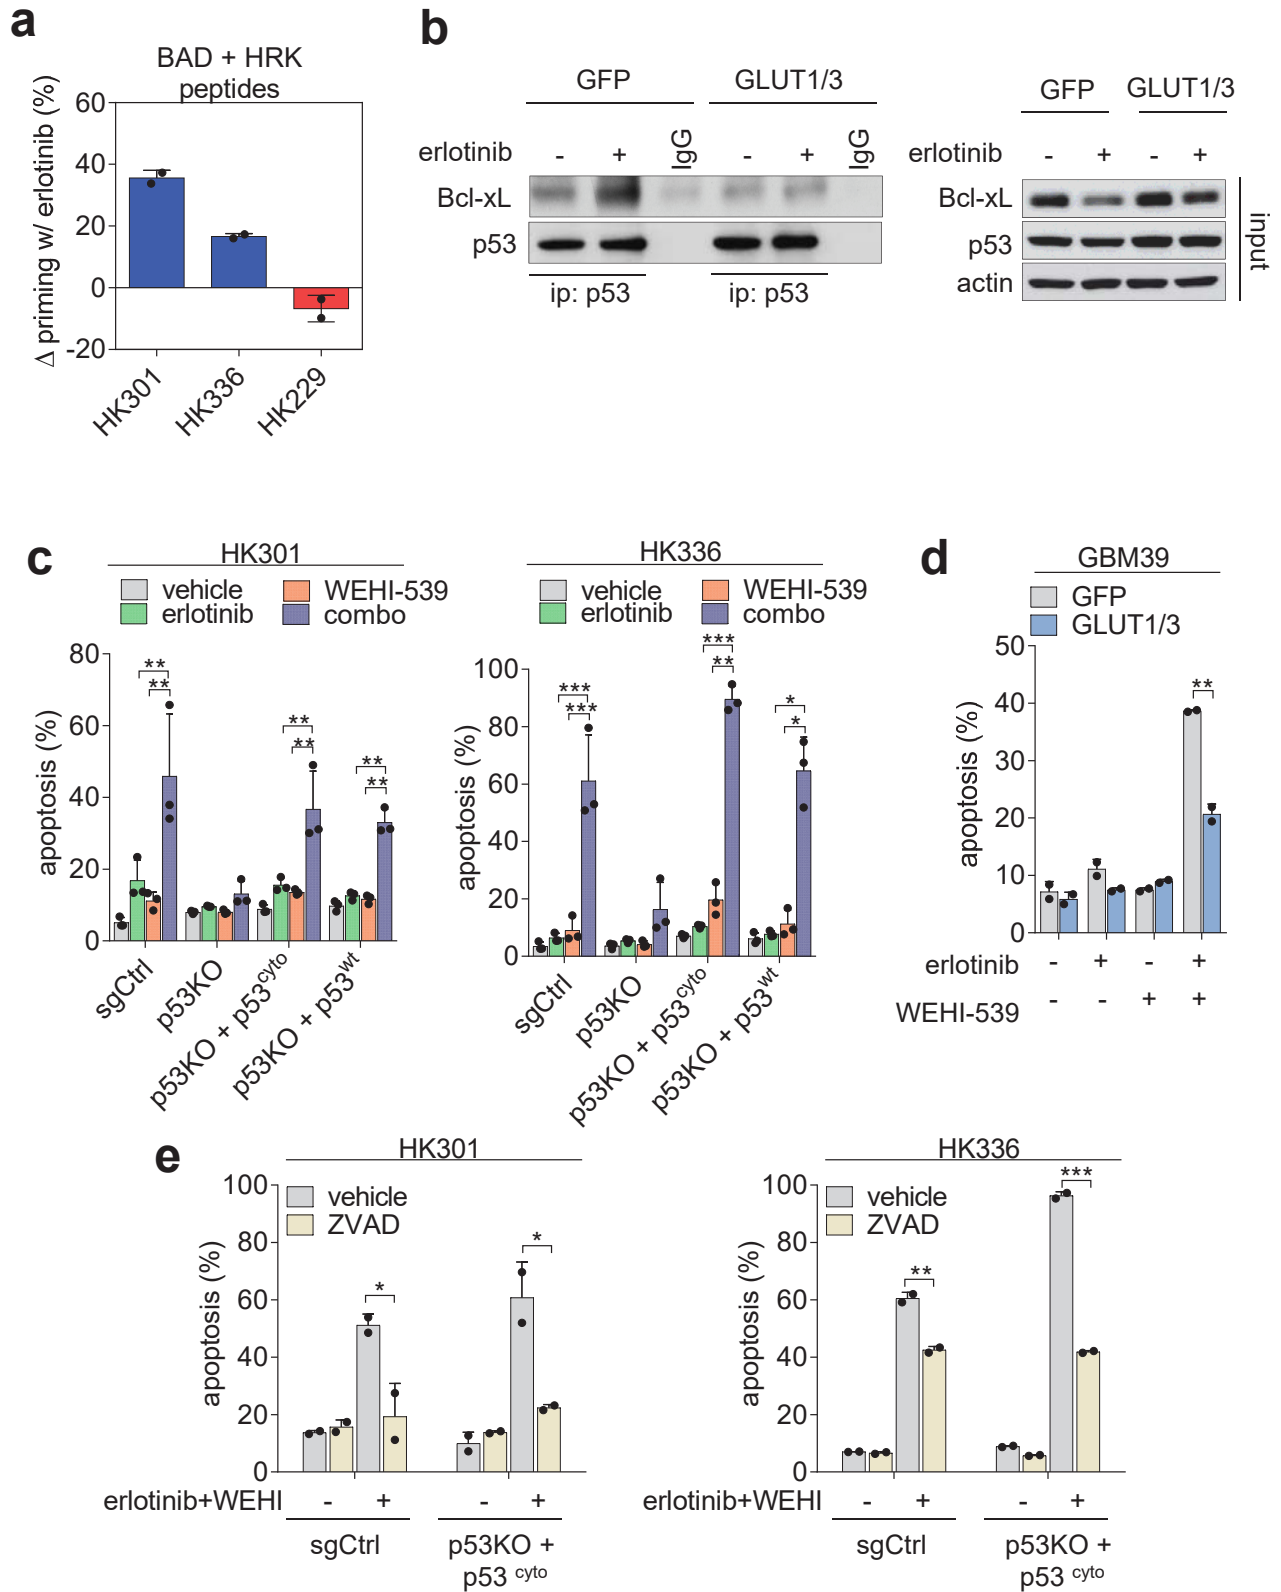 a
BAD + HRK
peptides
Δ priming w/ erlotinib (%)
60
40
20
0
-20
HK301
HK336
HK229
b
GFP
GLUT1/3
erlotinib
-
+
IgG
-
+
IgG
Bcl-xL
p53
ip: p53
ip: p53
GFP
GLUT1/3
erlotinib
-
+
-
+
Bcl-xL
p53
actin
input
c
HK301
vehicle
WEHI-539
erlotinib
combo
apoptosis (%)
80
60
40
20
0
**
**
**
**
**
**
sgCtrl
p53KO
p53KO + p53cyto
p53KO + p53wt
HK336
vehicle
WEHI-539
erlotinib
combo
apoptosis (%)
100
80
60
40
20
0
***
***
***
**
*
*
sgCtrl
p53KO
p53KO + p53cyto
p53KO + p53wt
d
GBM39
GFP
GLUT1/3
apoptosis (%)
50
40
30
20
10
0
**
erlotinib - + - +
WEHI-539 - - + +
e
HK301
vehicle
ZVAD
apoptosis (%)
100
80
60
40
20
0
*
*
erlotinib+WEHI - + - +
sgCtrl
p53KO +
p53 cyto
HK336
vehicle
ZVAD
apoptosis (%)
100
80
60
40
20
0
**
***
erlotinib+WEHI - + - +
sgCtrl
p53KO +
p53 cyto